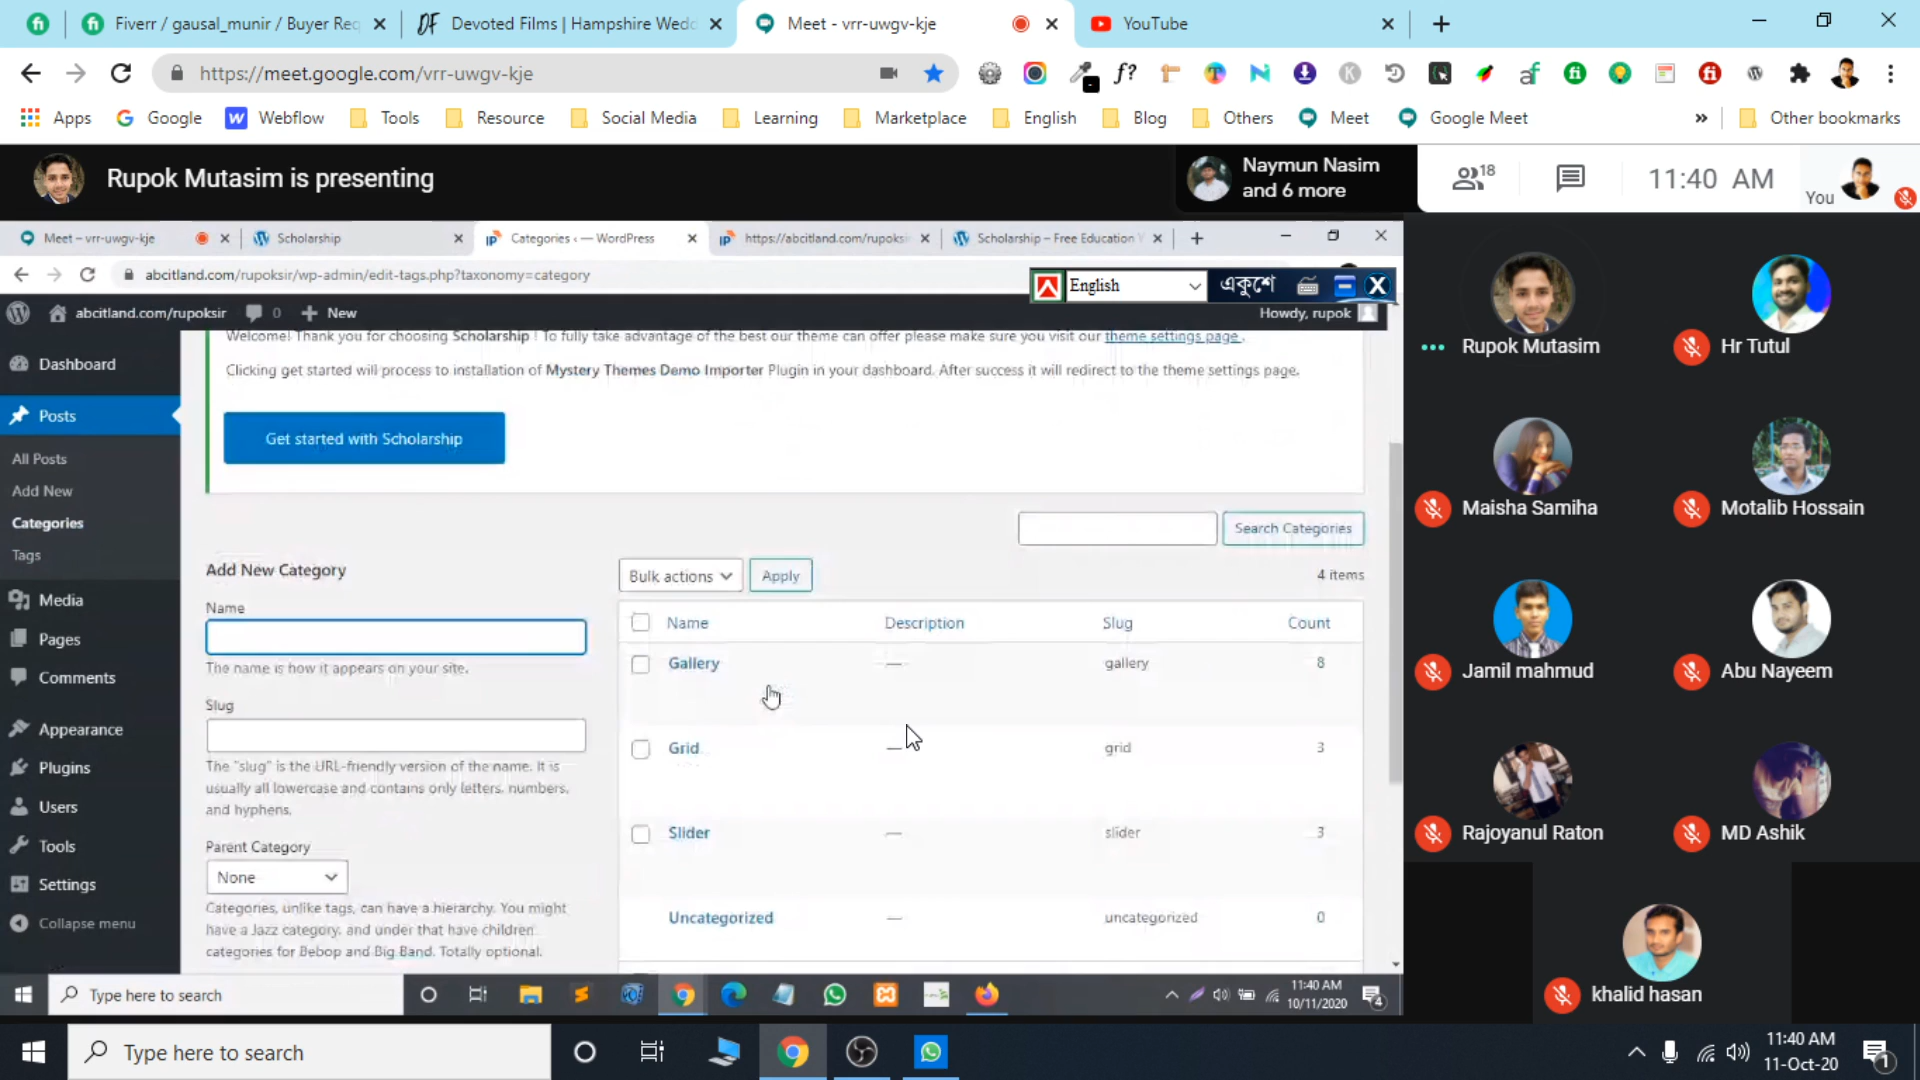 Fiverr / gausal_munir / Buyer Req
Devoted Films | Hampshire Wedd
Meet - vrr-uwgv-kje
YouTube
https://meet.google.com/vrr-uwgv-kje
Apps
Google
Webflow
Tools
Resource
Social Media
Learning
Marketplace
English
Blog
Others
Meet
Google Meet
Other bookmarks
Rupok Mutasim is presenting
Naymun Nasim
and 6 more
18
11:40 AM
You
Meet – vrr-uwgv-kje
Scholarship
Categories ‹ — WordPress
https://abcitland.com/rupoksi
Scholarship – Free Education
abcitland.com/rupoksir/wp-admin/edit-tags.php?taxonomy=category
English
একুশে
abcitland.com/rupoksir
0
New
Howdy, rupok
Welcome! Thank you for choosing Scholarship ! To fully take advantage of the best our theme can offer please make sure you visit our theme settings page .
Clicking get started will process to installation of Mystery Themes Demo Importer Plugin in your dashboard. After success it will redirect to the theme settings page.
Get started with Scholarship
Dashboard
Posts
All Posts
Add New
Categories
Tags
Media
Pages
Comments
Appearance
Plugins
Users
Tools
Settings
Collapse menu
Search Categories
Add New Category
Name
The name is how it appears on your site.
Slug
The "slug" is the URL-friendly version of the name. It is
usually all lowercase and contains only letters, numbers,
and hyphens.
Parent Category
None
Categories, unlike tags, can have a hierarchy. You might
have a Jazz category, and under that have children
categories for Bebop and Big Band. Totally optional.
Bulk actions
Apply
4 items
Name Description Slug Count
Gallery — gallery 8
Grid — grid 3
Slider — slider 3
Uncategorized — uncategorized 0
Type here to search
11:40 AM
10/11/2020
4
Rupok Mutasim
Hr Tutul
Maisha Samiha
Motalib Hossain
Jamil mahmud
Abu Nayeem
Rajoyanul Raton
MD Ashik
khalid hasan
Type here to search
11:40 AM
11-Oct-20
1